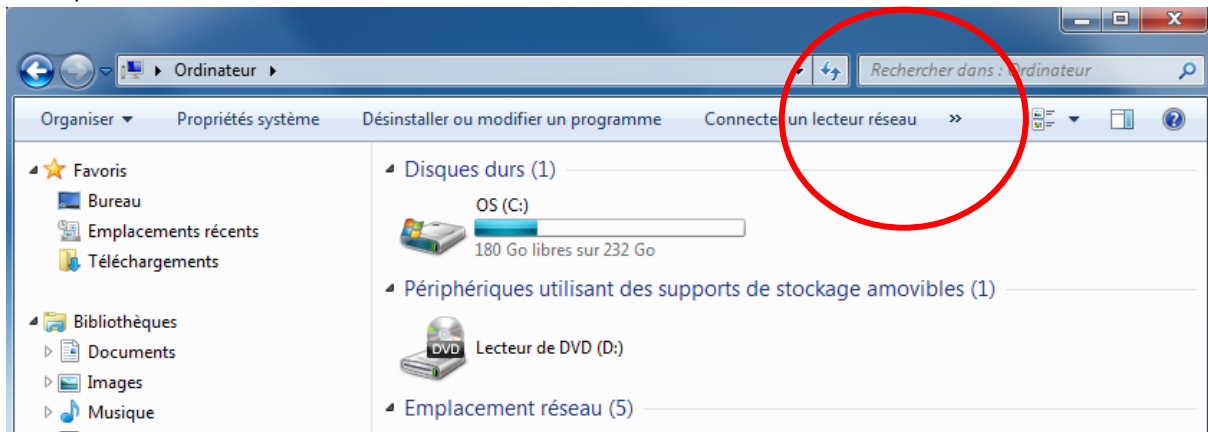 Ordinateur
Rechercher dans : Ordinateur
Organiser Propriétés système Désinstaller ou modifier un programme Connecter un lecteur réseau »
Favoris
Bureau
Emplacements récents
Téléchargements
Bibliothèques
Documents
Images
Musique
Disques durs (1)
OS (C:)
180 Go libres sur 232 Go
Périphériques utilisant des supports de stockage amovibles (1)
DVD
Lecteur de DVD (D:)
Emplacement réseau (5)